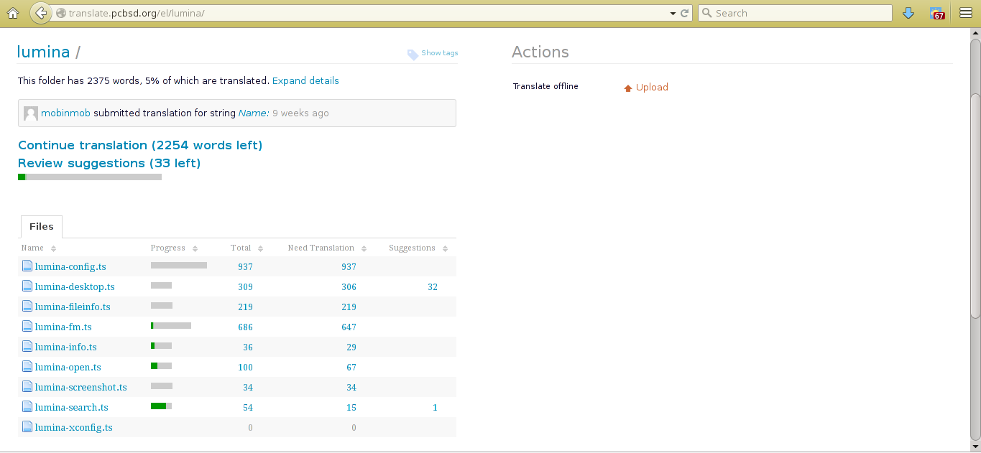 translate.pcbsd.org/el/lumina/
Search
67
lumina /
Show tags
This folder has 2375 words, 5% of which are translated. Expand details
mobinmob submitted translation for string Name: 9 weeks ago
Continue translation (2254 words left)
Review suggestions (33 left)
Actions
Translate offline Upload
Files
Name Progress Total Need Translation Suggestions
lumina-config.ts 937 937
lumina-desktop.ts 309 306 32
lumina-fileinfo.ts 219 219
lumina-fm.ts 686 647
lumina-info.ts 36 29
lumina-open.ts 100 67
lumina-screenshot.ts 34 34
lumina-search.ts 54 15 1
lumina-xconfig.ts 0 0